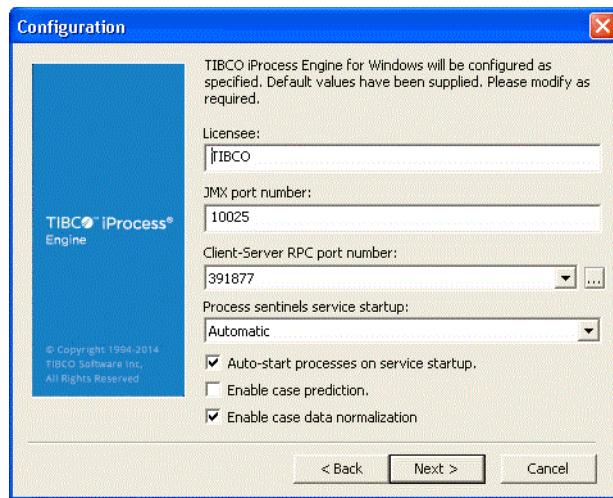 Configuration
TIBCO iProcess Engine for Windows will be configured as
specified. Default values have been supplied. Please modify as
required.
Licensee:
TIBCO
JMX port number:
10025
Client-Server RPC port number:
391877
...
Process sentinels service startup:
Automatic
Auto-start processes on service startup.
Enable case prediction.
Enable case data normalization
TIBCO™ iProcess®
Engine
© Copyright 1994-2014
TIBCO Software Inc,
All Rights Reserved
< Back
Next >
Cancel